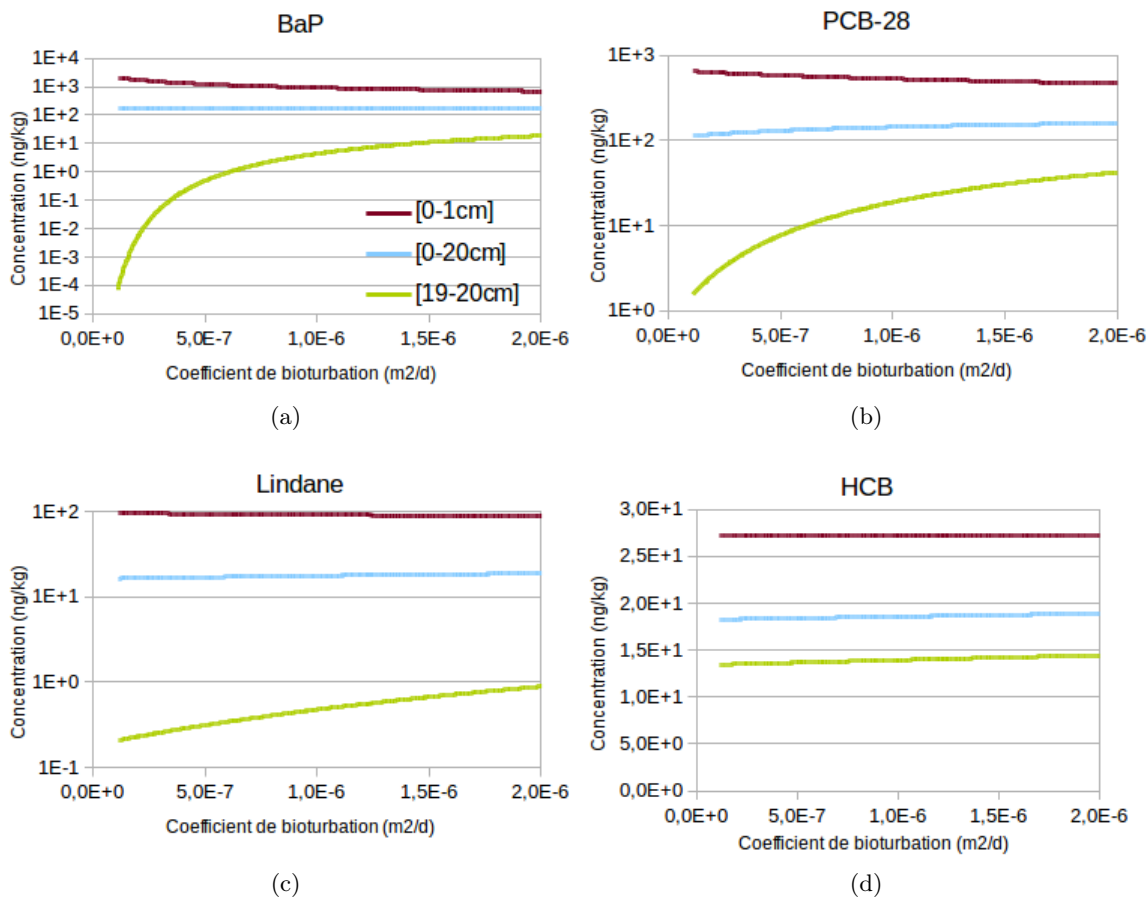 BaP
Concentration (ng/kg)
1E+4
1E+3
1E+2
1E+1
1E+0
1E-1
1E-2
1E-3
1E-4
1E-5
[0-1cm]
[0-20cm]
[19-20cm]
0,0E+0 5,0E-7 1,0E-6 1,5E-6 2,0E-6
Coefficient de bioturbation (m2/d)
(a)
PCB-28
Concentration (ng/kg)
1E+3
1E+2
1E+1
1E+0
0,0E+0 5,0E-7 1,0E-6 1,5E-6 2,0E-6
Coefficient de bioturbation (m2/d)
(b)
Lindane
Concentration (ng/kg)
1E+2
1E+1
1E+0
1E-1
0,0E+0 5,0E-7 1,0E-6 1,5E-6 2,0E-6
Coefficient de bioturbation (m2/d)
(c)
HCB
Concentration (ng/kg)
3,0E+1
2,5E+1
2,0E+1
1,5E+1
1,0E+1
5,0E+0
0,0E+0
0,0E+0 5,0E-7 1,0E-6 1,5E-6 2,0E-6
Coefficient de bioturbation (m2/d)
(d)